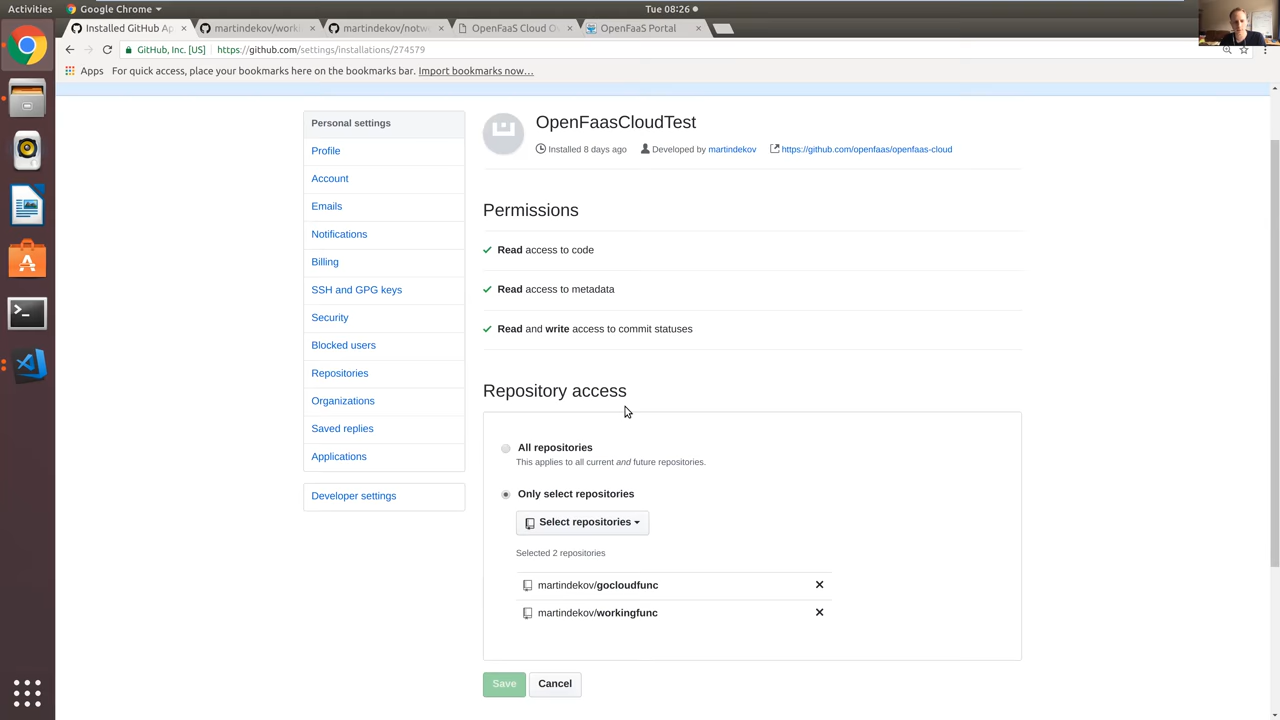 Activities
Google Chrome
Tue 08:26
Installed GitHub Ap
martindekov/work
martindekov/notw
OpenFaaS Cloud O
OpenFaaS Portal
GitHub, Inc. [US]
https://github.com/settings/installations/274579
Apps
For quick access, place your bookmarks here on the bookmarks bar. Import bookmarks now…
Personal settings
Profile
Account
Emails
Notifications
Billing
SSH and GPG keys
Security
Blocked users
Repositories
Organizations
Saved replies
Applications
Developer settings
OpenFaasCloudTest
Installed 8 days ago
Developed by martindekov
https://github.com/openfaas/openfaas-cloud
Permissions
Read access to code
Read access to metadata
Read and write access to commit statuses
Repository access
All repositories
This applies to all current and future repositories.
Only select repositories
Select repositories
Selected 2 repositories
martindekov/gocloudfunc
martindekov/workingfunc
Save
Cancel